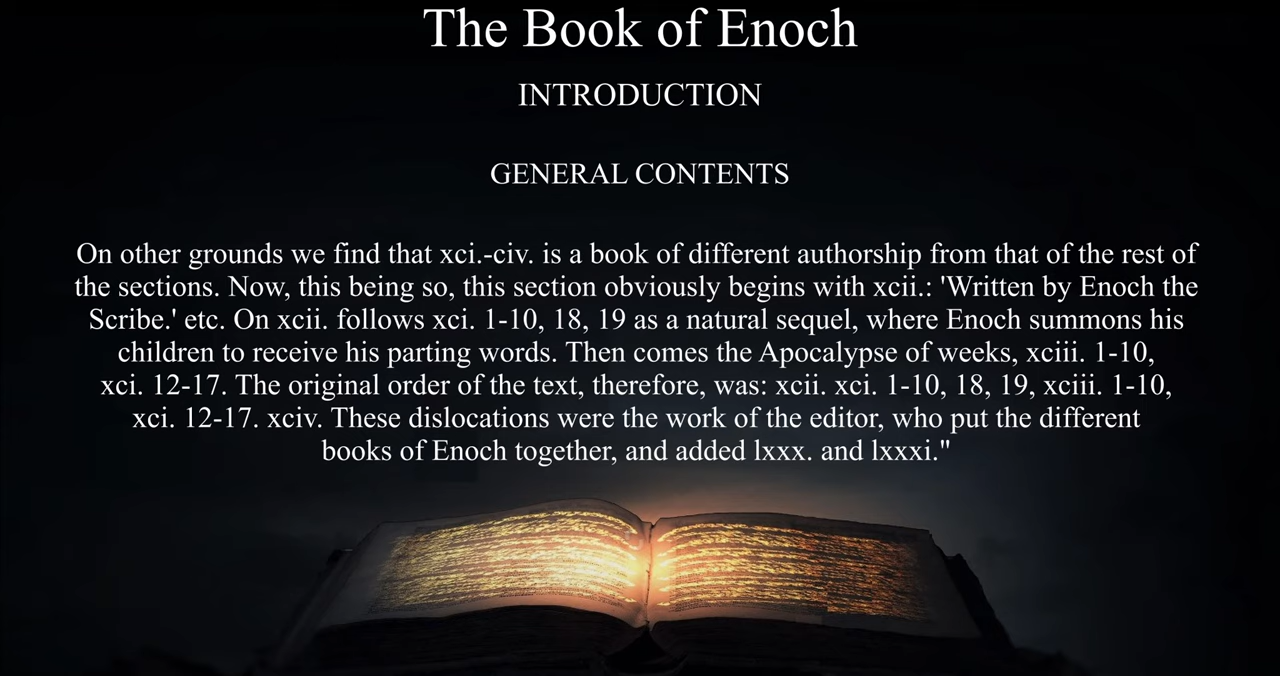 The Book of Enoch
INTRODUCTION
GENERAL CONTENTS
On other grounds we find that xci.-civ. is a book of different authorship from that of the rest of
the sections. Now, this being so, this section obviously begins with xcii.: 'Written by Enoch the
Scribe.' etc. On xcii. follows xci. 1-10, 18, 19 as a natural sequel, where Enoch summons his
children to receive his parting words. Then comes the Apocalypse of weeks, xciii. 1-10,
xci. 12-17. The original order of the text, therefore, was: xcii. xci. 1-10, 18, 19, xciii. 1-10,
xci. 12-17. xciv. These dislocations were the work of the editor, who put the different
books of Enoch together, and added lxxx. and lxxxi."